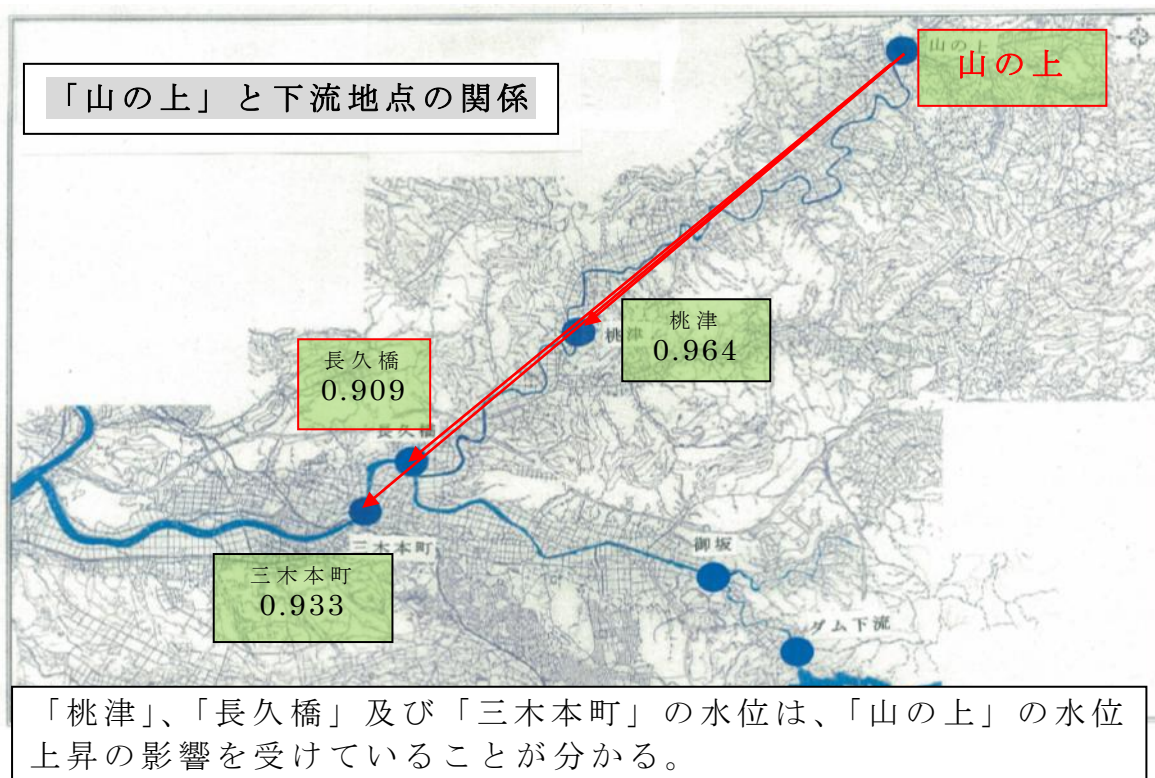 「山の上」と下流地点の関係
山の上
山の上
桃津
0.964
桃津
長久橋
0.909
長久橋
三木本町
三木本町
0.933
御坂
ダム下流
「桃津」、「長久橋」及び「三木本町」の水位は、「山の上」の水位
上昇の影響を受けていることが分かる。